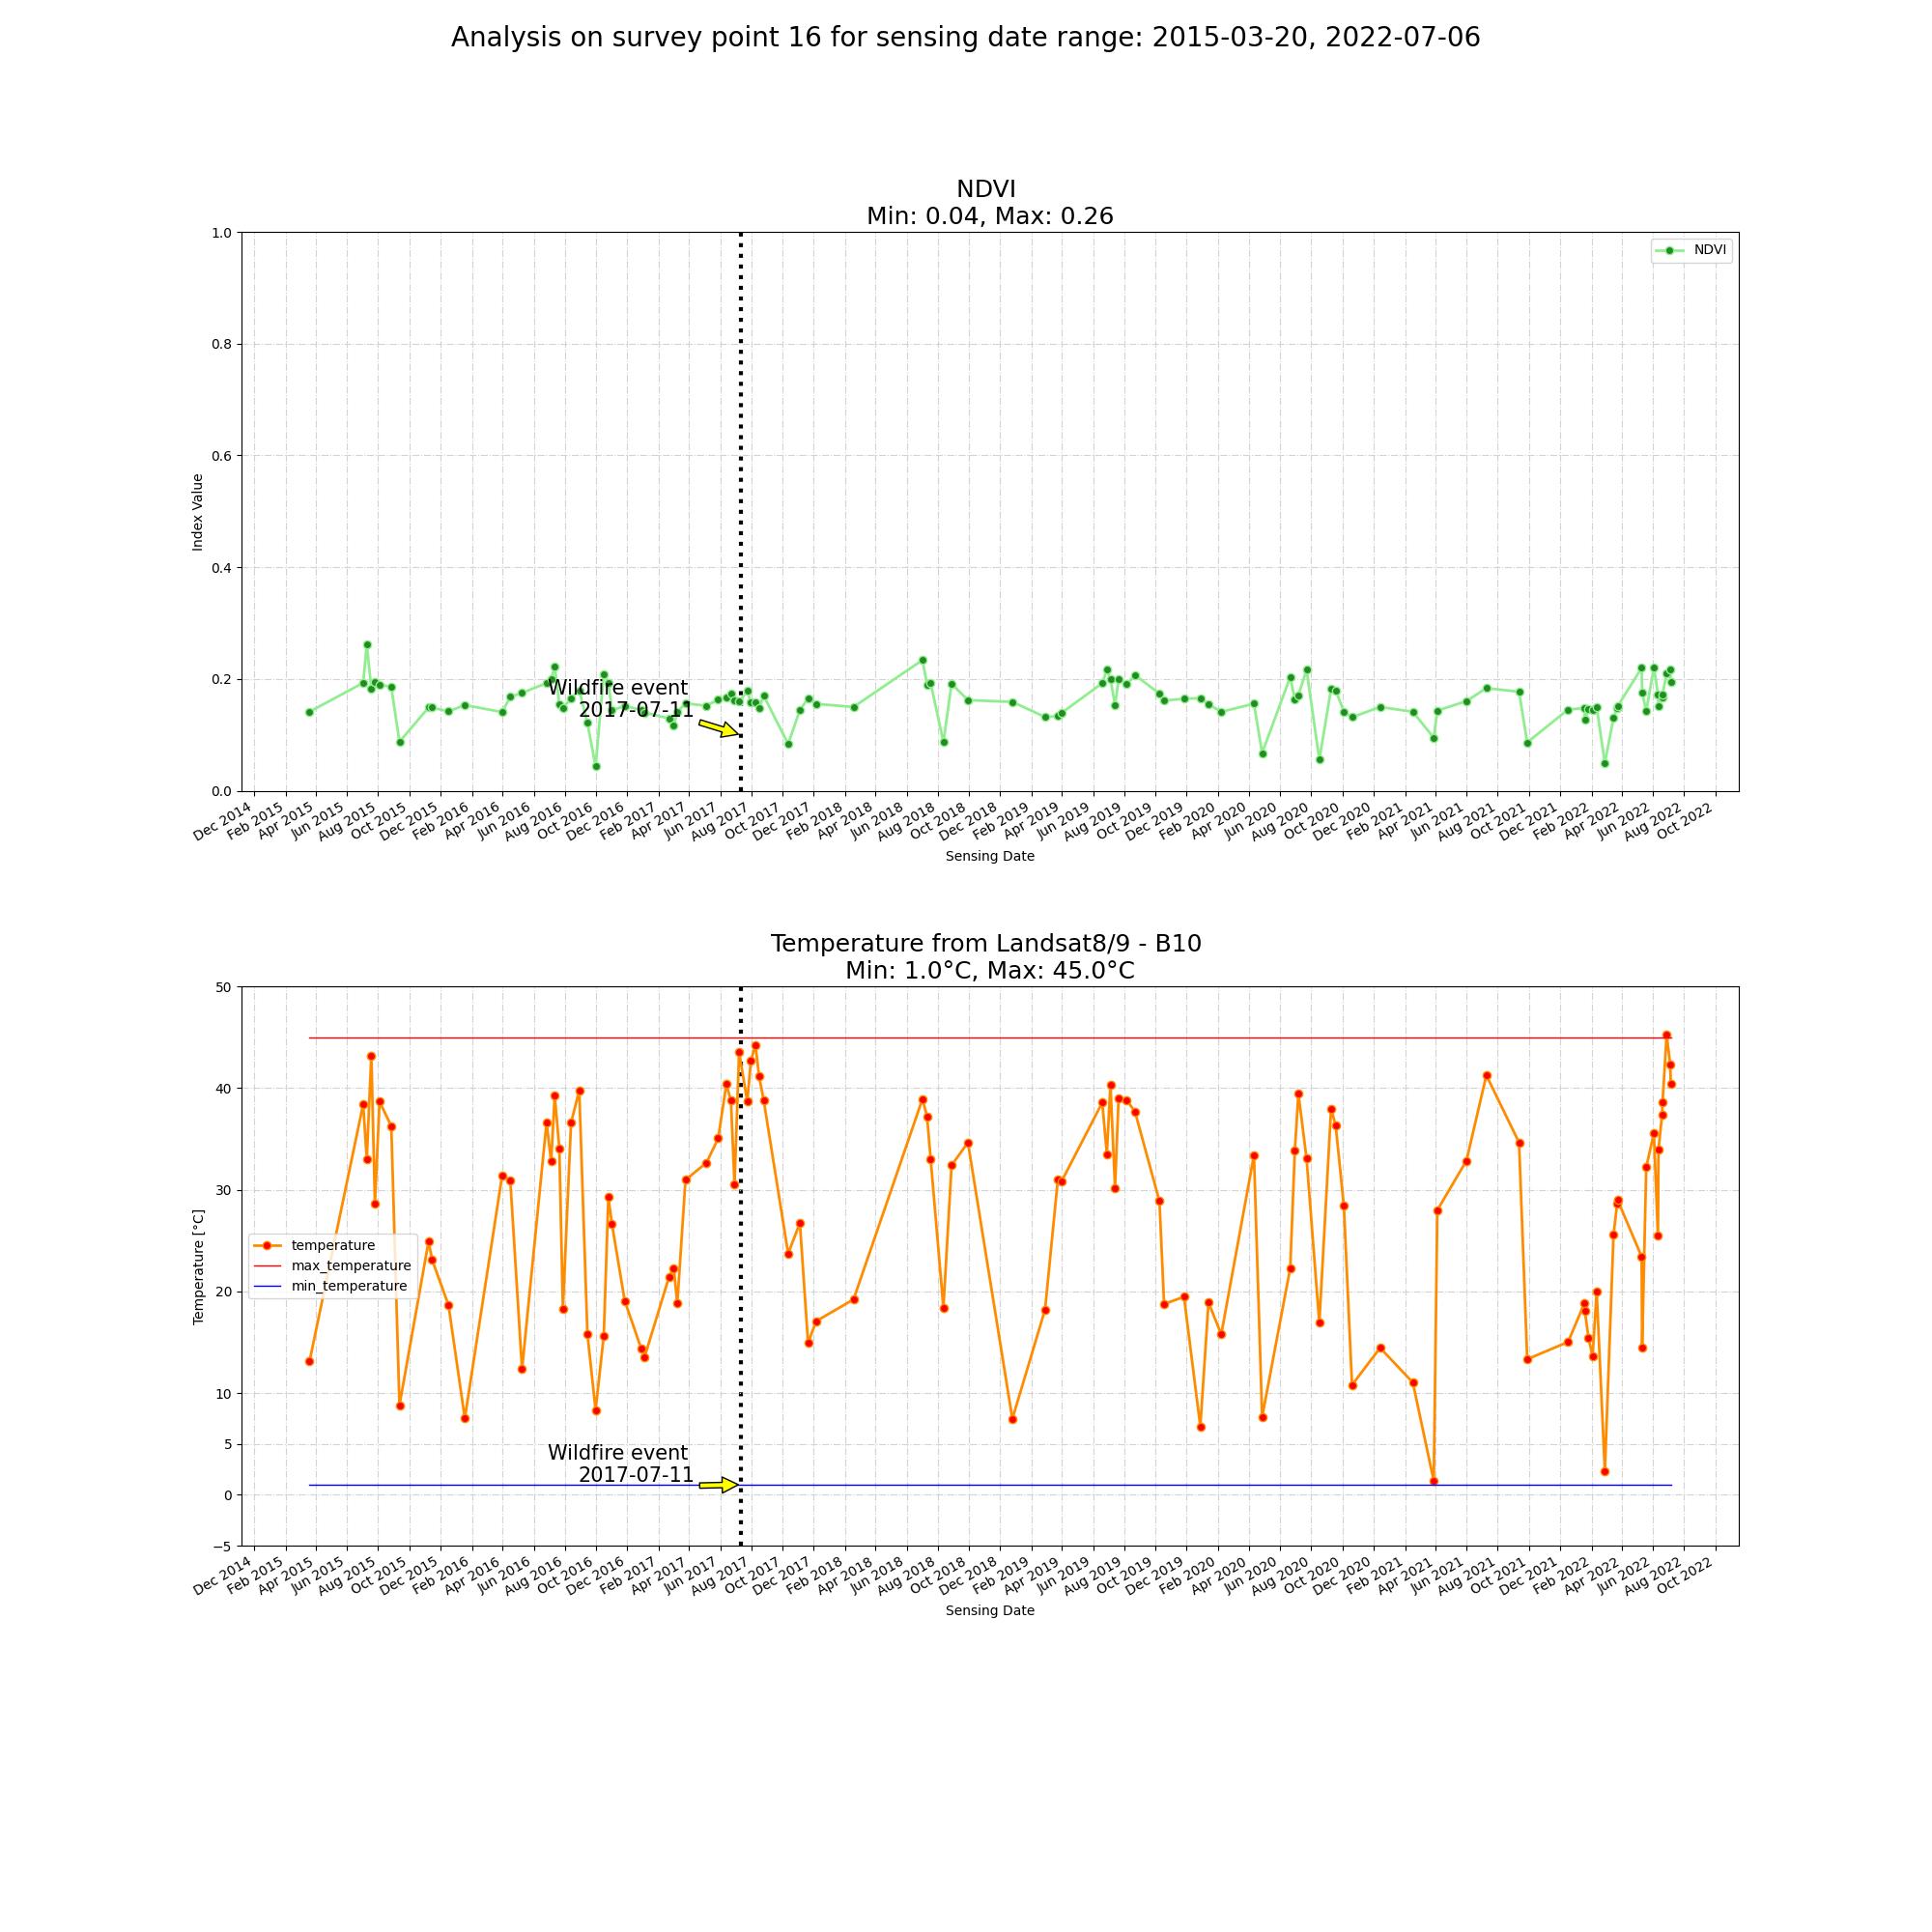 Analysis on survey point 16 for sensing date range: 2015-03-20, 2022-07-06
NDVI
Min: 0.04, Max: 0.26
1.0
0.8
0.6
0.4
0.2
0.0
Index Value
NDVI
Wildfire event
2017-07-11
Dec 2014 Feb 2015 Apr 2015 Jun 2015 Aug 2015 Oct 2015 Dec 2015 Feb 2016 Apr 2016 Jun 2016 Aug 2016 Oct 2016 Dec 2016 Feb 2017 Apr 2017 Jun 2017 Aug 2017 Oct 2017 Dec 2017 Feb 2018 Apr 2018 Jun 2018 Aug 2018 Oct 2018 Dec 2018 Feb 2019 Apr 2019 Jun 2019 Aug 2019 Oct 2019 Dec 2019 Feb 2020 Apr 2020 Jun 2020 Aug 2020 Oct 2020 Dec 2020 Feb 2021 Apr 2021 Jun 2021 Aug 2021 Oct 2021 Dec 2021 Feb 2022 Apr 2022 Jun 2022 Aug 2022 Oct 2022
Sensing Date
Temperature from Landsat8/9 - B10
Min: 1.0°C, Max: 45.0°C
50
40
30
20
10
5
0
−5
Temperature [°C]
temperature
max_temperature
min_temperature
Wildfire event
2017-07-11
Dec 2014 Feb 2015 Apr 2015 Jun 2015 Aug 2015 Oct 2015 Dec 2015 Feb 2016 Apr 2016 Jun 2016 Aug 2016 Oct 2016 Dec 2016 Feb 2017 Apr 2017 Jun 2017 Aug 2017 Oct 2017 Dec 2017 Feb 2018 Apr 2018 Jun 2018 Aug 2018 Oct 2018 Dec 2018 Feb 2019 Apr 2019 Jun 2019 Aug 2019 Oct 2019 Dec 2019 Feb 2020 Apr 2020 Jun 2020 Aug 2020 Oct 2020 Dec 2020 Feb 2021 Apr 2021 Jun 2021 Aug 2021 Oct 2021 Dec 2021 Feb 2022 Apr 2022 Jun 2022 Aug 2022 Oct 2022
Sensing Date